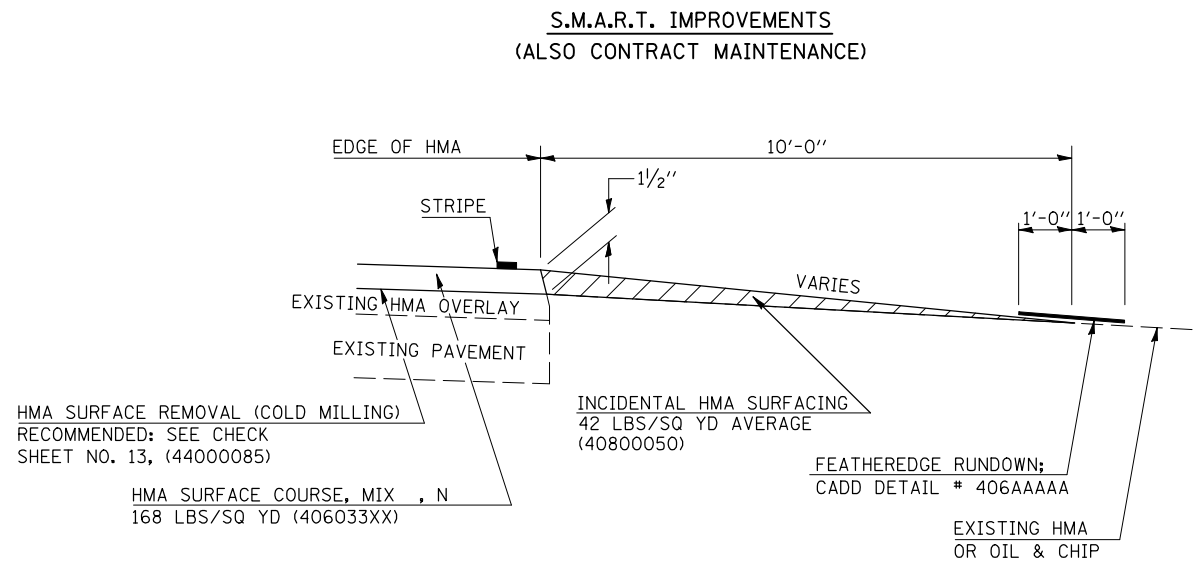 S.M.A.R.T. IMPROVEMENTS
(ALSO CONTRACT MAINTENANCE)
EDGE OF HMA
10'-0"
1 1/2"
STRIPE
1'-0"
1'-0"
VARIES
EXISTING HMA OVERLAY
EXISTING PAVEMENT
HMA SURFACE REMOVAL (COLD MILLING)
RECOMMENDED: SEE CHECK
SHEET NO. 13, (44000085)
INCIDENTAL HMA SURFACING
42 LBS/SQ YD AVERAGE
(40800050)
FEATHEREDGE RUNDOWN;
CADD DETAIL # 406AAAAA
HMA SURFACE COURSE, MIX , N
168 LBS/SQ YD (406033XX)
EXISTING HMA
OR OIL & CHIP